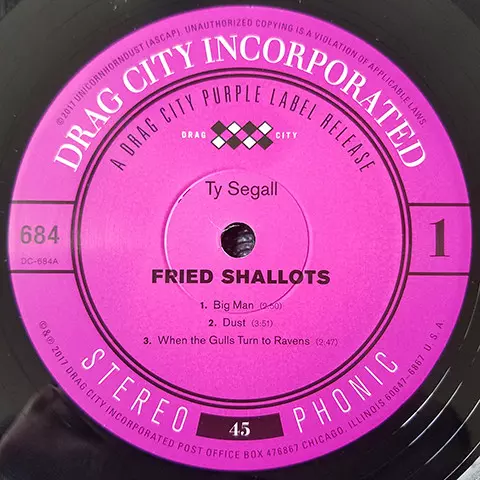 © 2017 UNICORNHORNDUST (ASCAP). UNAUTHORIZED COPYING IS A VIOLATION OF APPLICABLE LAWS
DRAG CITY INCORPORATED
A DRAG CITY PURPLE LABEL RELEASE
DRAG CITY
Ty Segall
684
DC-684A
1
FRIED SHALLOTS
1. Big Man (2:50)
2. Dust (3:51)
3. When the Gulls Turn to Ravens (2:47)
STEREO PHONIC
45
©&℗ 2017 DRAG CITY INCORPORATED POST OFFICE BOX 476867 CHICAGO, ILLINOIS 60647-6867 U.S.A.